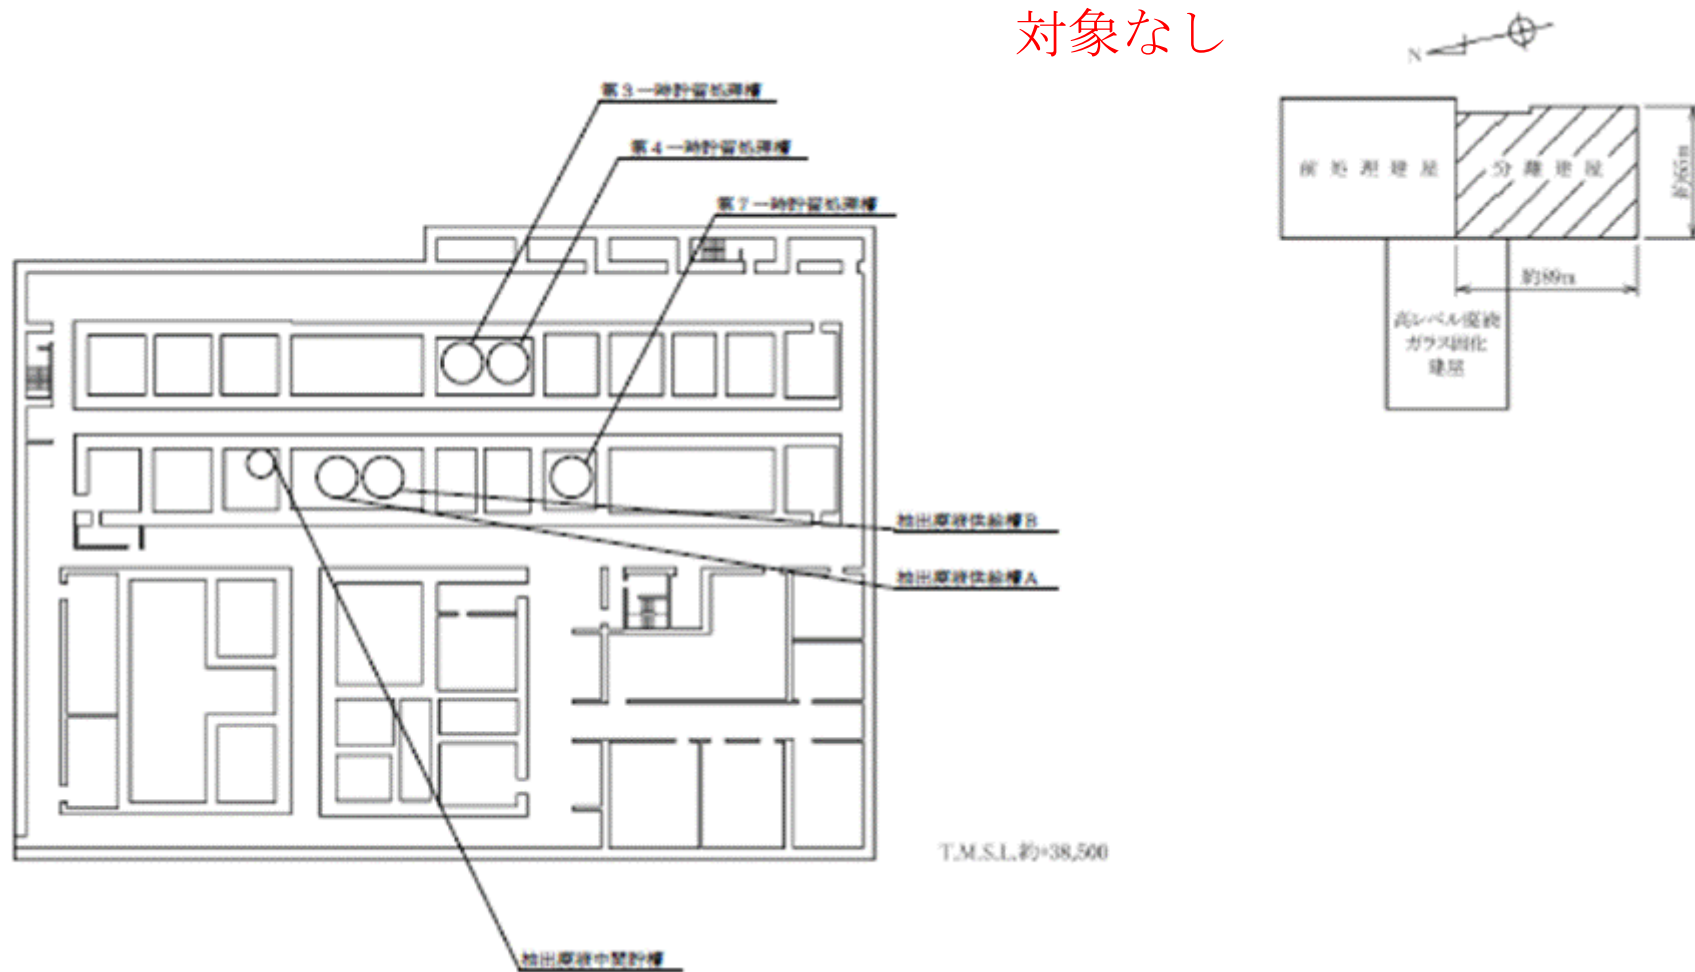 対象なし
N
第3一時貯留処理槽
第4一時貯留処理槽
第7一時貯留処理槽
前処理建屋
分離建屋
約65m
約89m
高レベル廃液
ガラス固化
建屋
抽出廃液供給槽B
抽出廃液供給槽A
T.M.S.L.約+38,500
抽出廃液中間貯槽